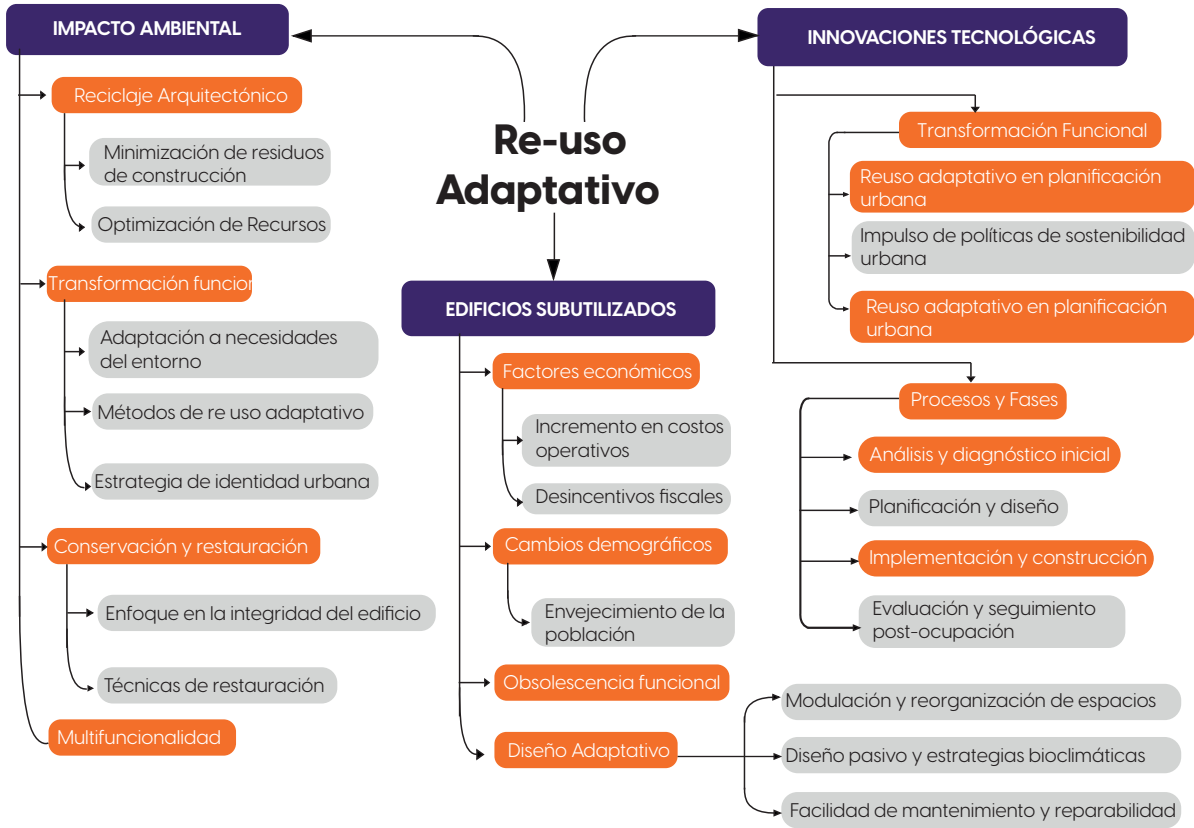 IMPACTO AMBIENTAL
Reciclaje Arquitectónico
Minimización de residuos
de construcción
Optimización de Recursos
Transformación funcion
Adaptación a necesidades
del entorno
Métodos de re uso adaptativo
Estrategia de identidad urbana
Conservación y restauración
Enfoque en la integridad del edificio
Técnicas de restauración
Multifuncionalidad
Re-uso
Adaptativo
EDIFICIOS SUBUTILIZADOS
Factores económicos
Incremento en costos
operativos
Desincentivos fiscales
Cambios demográficos
Envejecimiento de la
población
Obsolescencia funcional
Diseño Adaptativo
Modulación y reorganización de espacios
Diseño pasivo y estrategias bioclimáticas
Facilidad de mantenimiento y reparabilidad
INNOVACIONES TECNOLÓGICAS
Transformación Funcional
Reuso adaptativo en planificación
urbana
Impulso de políticas de sostenibilidad
urbana
Reuso adaptativo en planificación
urbana
Procesos y Fases
Análisis y diagnóstico inicial
Planificación y diseño
Implementación y construcción
Evaluación y seguimiento
post-ocupación